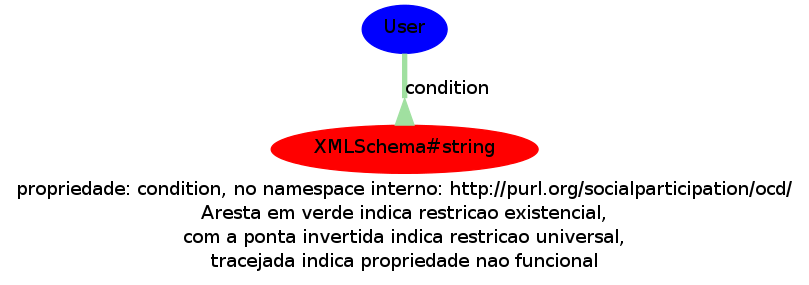 User
condition
XMLSchema#string
propriedade: condition, no namespace interno: http://purl.org/socialparticipation/ocd/
Aresta em verde indica restricao existencial,
com a ponta invertida indica restricao universal,
tracejada indica propriedade nao funcional